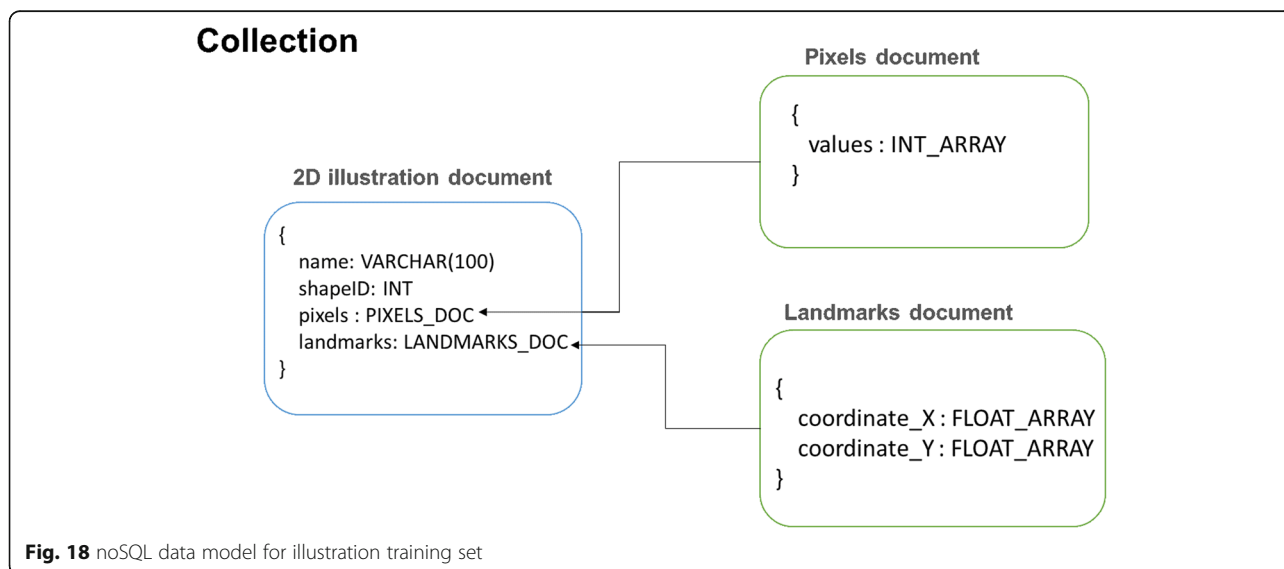 Collection
Pixels document
{
values : INT_ARRAY
}
2D illustration document
{
name: VARCHAR(100)
shapeID: INT
pixels : PIXELS_DOC
landmarks: LANDMARKS_DOC
}
Landmarks document
{
coordinate_X : FLOAT_ARRAY
coordinate_Y : FLOAT_ARRAY
}
Fig. 18 noSQL data model for illustration training set